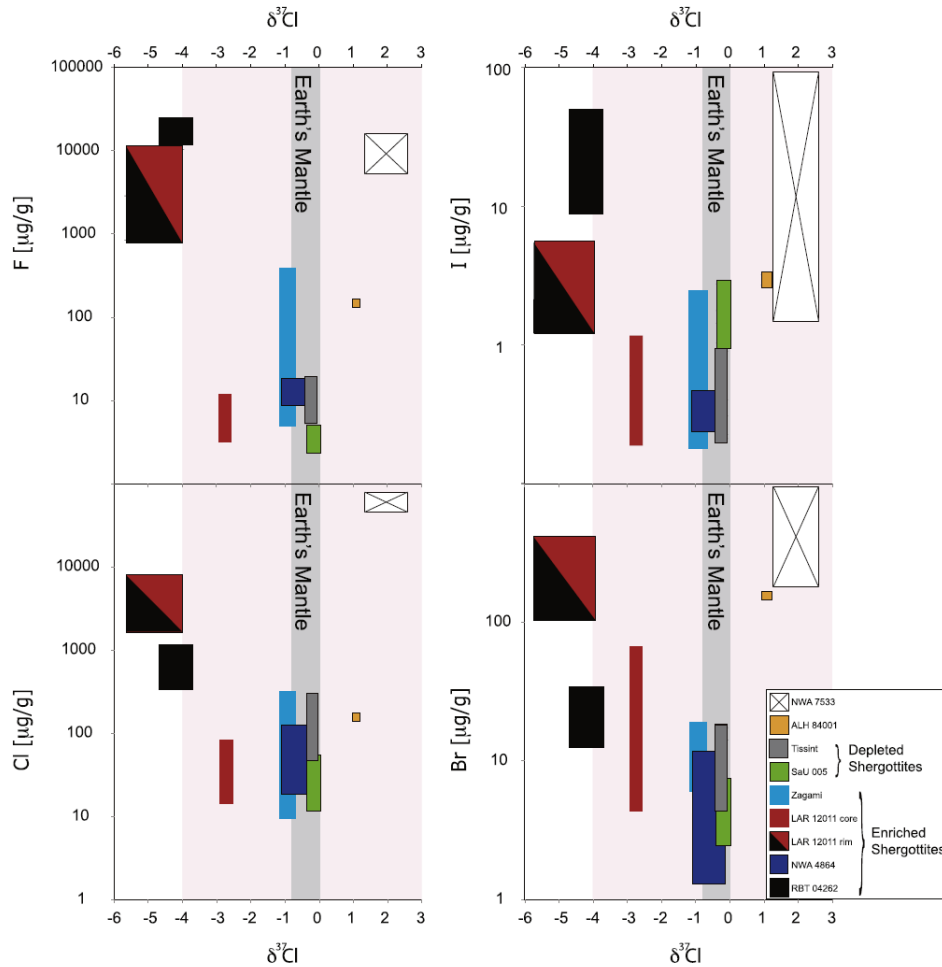 δ37Cl
δ37Cl
-6 -5 -4 -3 -2 -1 0 1 2 3
-6 -5 -4 -3 -2 -1 0 1 2 3
F [µg/g]
100000
10000
1000
100
10
Earth's Mantle
I [µg/g]
100
10
1
Earth's Mantle
Cl [µg/g]
10000
1000
100
10
1
Earth's Mantle
Br [µg/g]
100
10
1
Earth's Mantle
NWA 7533
ALH 84001
Tissint
SaU 005
Depleted
Shergottites
Zagami
LAR 12011 core
LAR 12011 rim
NWA 4864
RBT 04262
Enriched
Shergottites
-6 -5 -4 -3 -2 -1 0 1 2 3
-6 -5 -4 -3 -2 -1 0 1 2 3
δ37Cl
δ37Cl